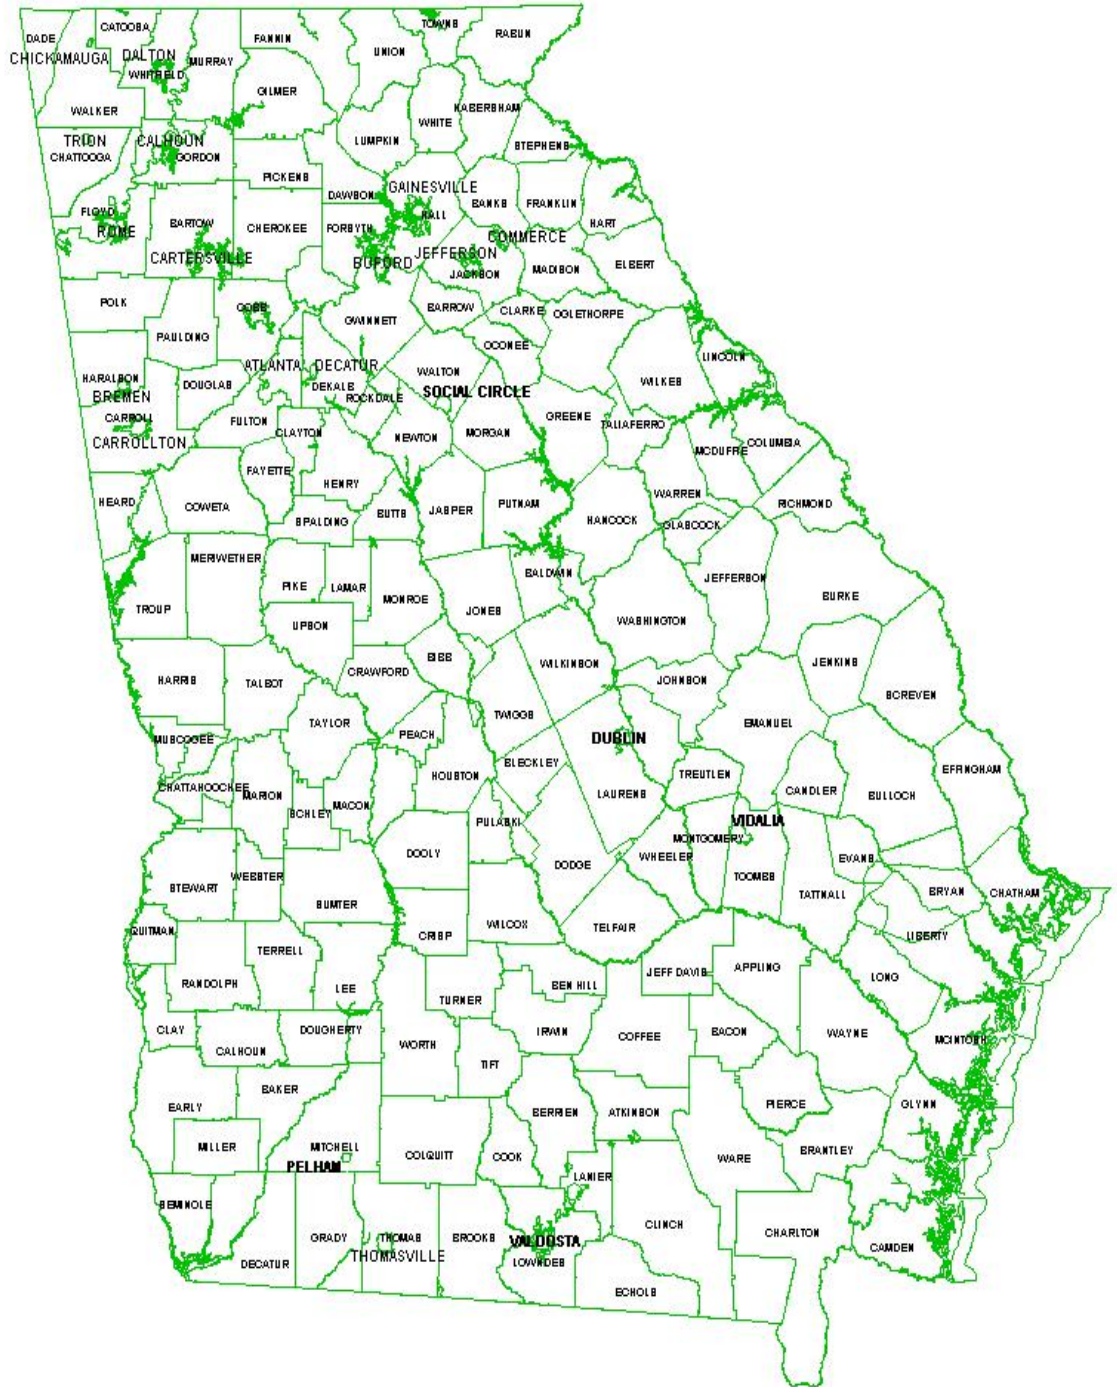 TOWNS
CATOOSA
RABUN
DADE
FANNIN
UNION
CHICKAMAUGA
DALTON
MURRAY
WHITFIELD
GILMER
WALKER
HABERSHAM
WHITE
TRION
CALHOUN
LUMPKIN
STEPHENS
CHATTOOGA
GORDON
PICKENS
GAINESVILLE
DAWSON
BANKS
FRANKLIN
FLOYD
HALL
BARTOW
CHEROKEE
FORSYTH
HART
ROME
COMMERCE
CARTERSVILLE
BUFORD
JEFFERSON
JACKSON
MADISON
ELBERT
POLK
COBB
BARROW
CLARKE
OGLETHORPE
GWINNETT
PAULDING
OCONEE
LINCOLN
ATLANTA
DECATUR
WALTON
HARALSON
DOUGLAS
DEKALB
WILKES
BREMEN
ROCKDALE
SOCIAL CIRCLE
CARROLL
FULTON
GREENE
TALIAFERRO
CARROLLTON
CLAYTON
NEWTON
MORGAN
COLUMBIA
MCDUFFIE
FAYETTE
HENRY
WARREN
HEARD
COWETA
JASPER
PUTNAM
RICHMOND
SPALDING
BUTTS
HANCOCK
GLASCOCK
MERIWETHER
BALDWIN
JEFFERSON
PIKE
LAMAR
MONROE
BURKE
TROUP
JONES
WASHINGTON
UPSON
BIBB
WILKINSON
JENKINS
CRAWFORD
HARRIS
TALBOT
JOHNSON
SCREVEN
TWIGGS
TAYLOR
EMANUEL
PEACH
DUBLIN
MUSCOGEE
BLECKLEY
EFFINGHAM
HOUSTON
TREUTLEN
CHATTAHOOCHEE
MARION
LAURENS
CANDLER
BULLOCH
SCHLEY
MACON
PULASKI
VIDALIA
MONTGOMERY
DOOLY
DODGE
WHEELER
EVANS
WEBSTER
TOOMBS
STEWART
TATTNALL
BRYAN
CHATHAM
SUMTER
QUITMAN
WILCOX
TELFAIR
CRISP
LIBERTY
TERRELL
APPLING
JEFF DAVIS
LONG
RANDOLPH
LEE
BEN HILL
TURNER
CLAY
DOUGHERTY
IRWIN
COFFEE
BACON
WAYNE
CALHOUN
WORTH
MCINTOSH
TIFT
BAKER
EARLY
BERRIEN
ATKINSON
PIERCE
GLYNN
MILLER
MITCHELL
COLQUITT
COOK
WARE
BRANTLEY
PELHAM
LANIER
SEMINOLE
CLINCH
CHARLTON
GRADY
THOMAS
BROOKS
VALDOSTA
CAMDEN
THOMASVILLE
DECATUR
LOWNDES
ECHOLS